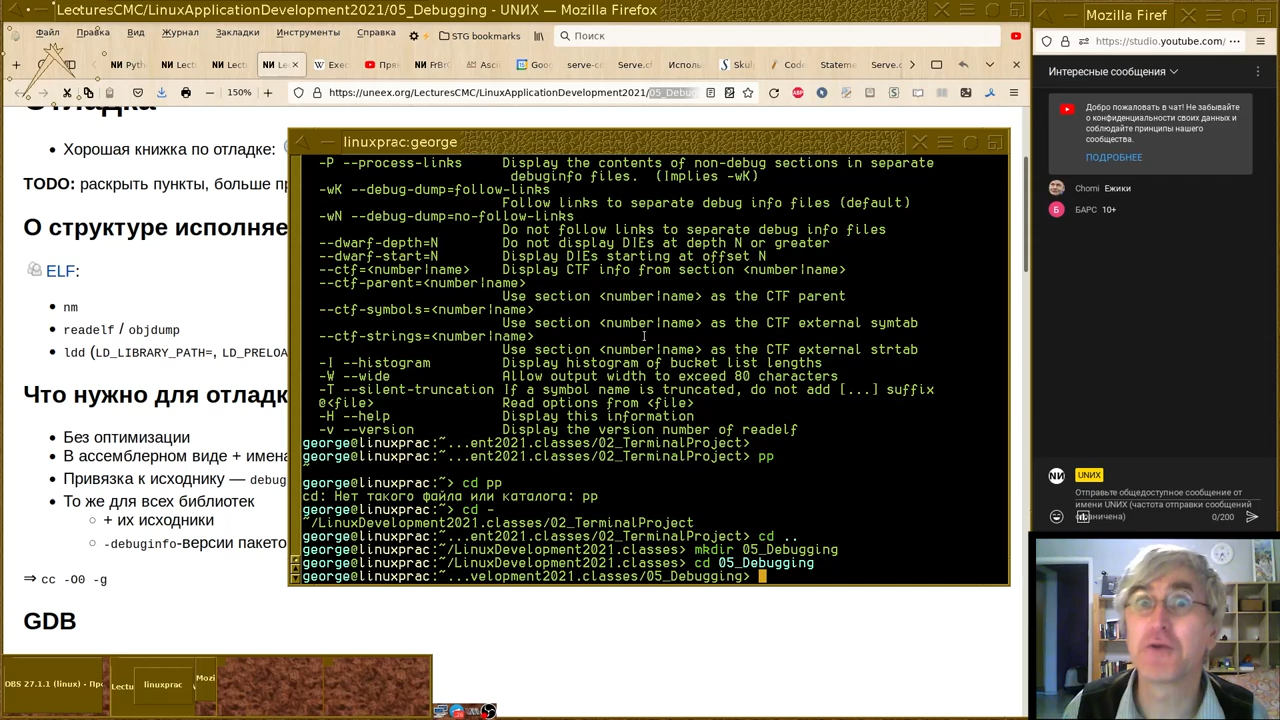 LecturesCMC/LinuxApplicationDevelopment2021/05_Debugging - UNИX — Mozilla Firefox
Файл Правка Вид Журнал Закладки Инструменты Справка
STG bookmarks
Поиск
150%
https://uneex.org/LecturesCMC/LinuxApplicationDevelopment2021/05_Debug
Отладка
Хорошая книжка по отладке:
TODO: раскрыть пункты, больше пр
О структуре исполняе
ELF:
nm
readelf / objdump
ldd (LD_LIBRARY_PATH=, LD_PRELOA
Что нужно для отладк
Без оптимизации
В ассемблерном виде + имена
Привязка к исходнику — debug
То же для всех библиотек
+ их исходники
-debuginfo-версии пакето
⇒ cc -O0 -g
GDB
linuxprac:george
-P --process-links Display the contents of non-debug sections in separate
debuginfo files. (Implies -wK)
-wK --debug-dump=follow-links
Follow links to separate debug info files (default)
-wN --debug-dump=no-follow-links
Do not follow links to separate debug info files
--dwarf-depth=N Do not display DIEs at depth N or greater
--dwarf-start=N Display DIEs starting at offset N
--ctf=<number|name> Display CTF info from section <number|name>
--ctf-parent=<number|name>
Use section <number|name> as the CTF parent
--ctf-symbols=<number|name>
Use section <number|name> as the CTF external symtab
--ctf-strings=<number|name>
Use section <number|name> as the CTF external strtab
-I --histogram Display histogram of bucket list lengths
-W --wide Allow output width to exceed 80 characters
-T --silent-truncation If a symbol name is truncated, do not add [...] suffix
@<file> Read options from <file>
-H --help Display this information
-v --version Display the version number of readelf
george@linuxprac:~...ent2021.classes/02_TerminalProject>
george@linuxprac:~...ent2021.classes/02_TerminalProject> pp
~
george@linuxprac:~> cd pp
cd: Нет такого файла или каталога: pp
george@linuxprac:~> cd -
~/LinuxDevelopment2021.classes/02_TerminalProject
george@linuxprac:~...ent2021.classes/02_TerminalProject> cd ..
george@linuxprac:~/LinuxDevelopment2021.classes> mkdir 05_Debugging
george@linuxprac:~/LinuxDevelopment2021.classes> cd 05_Debugging
george@linuxprac:~...velopment2021.classes/05_Debugging>
Mozilla Firef
https://studio.youtube.com/
Интересные сообщения
Добро пожаловать в чат! Не забывайте
о конфиденциальности своих данных и
соблюдайте принципы нашего
сообщества.
ПОДРОБНЕЕ
Chomi Ёжики
БАРС 10+
UNИX
Отправьте общедоступное сообщение от
имени UNИX (частота отправки сообщений
0/200
OBS 27.1.1 (linux) - Пр
Lectu
linuxprac
Mozi